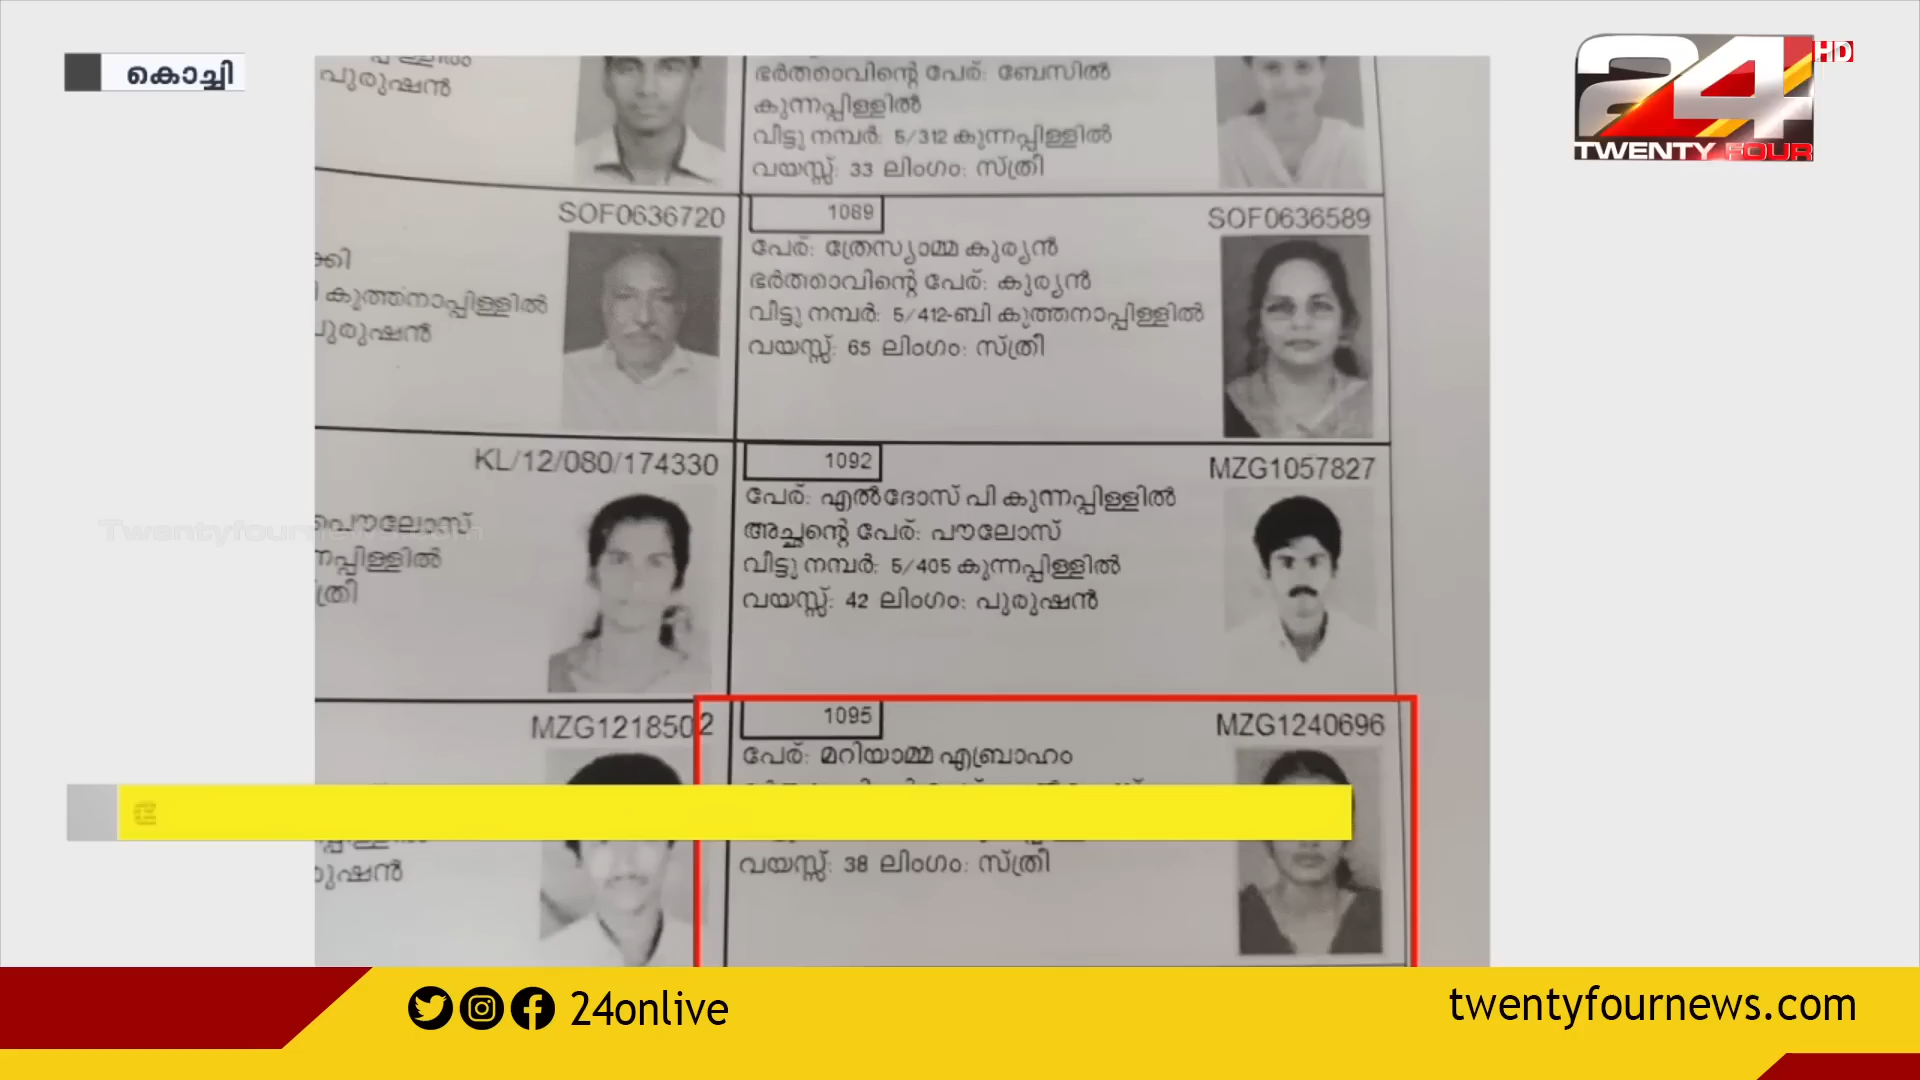 കൊച്ചി
24 HD
TWENTY FOUR
പുരുഷൻ
ഭർത്താവിന്റെ പേര്: ബേസിൽ
കുന്നപ്പിള്ളിൽ
വീട്ടു നമ്പർ: 5/312 കുന്നപ്പിള്ളിൽ
വയസ്സ്: 33 ലിംഗം: സ്ത്രീ
SOF0636720
ക്കി
കുത്തനാപ്പിള്ളിൽ
പുരുഷൻ
1089
SOF0636589
പേര്: ത്രേസ്യാമ്മ കുര്യൻ
ഭർത്താവിന്റെ പേര്: കുര്യൻ
വീട്ടു നമ്പർ: 5/412-ബി കുത്തനാപ്പിള്ളിൽ
വയസ്സ്: 65 ലിംഗം: സ്ത്രീ
KL/12/080/174330
പൌലോസ്
നപ്പിള്ളിൽ
ത്രീ
1092
MZG1057827
പേര്: എൽദോസ് പി കുന്നപ്പിള്ളിൽ
അച്ഛന്റെ പേര്: പൗലോസ്
വീട്ടു നമ്പർ: 5/405 കുന്നപ്പിള്ളിൽ
വയസ്സ്: 42 ലിംഗം: പുരുഷൻ
Twentyfournews.com
MZG1218502
രുഷൻ
1095
MZG1240696
പേര്: മറിയാമ്മ എബ്രാഹം
വയസ്സ്: 38 ലിംഗം: സ്ത്രീ
24onlive
twentyfournews.com